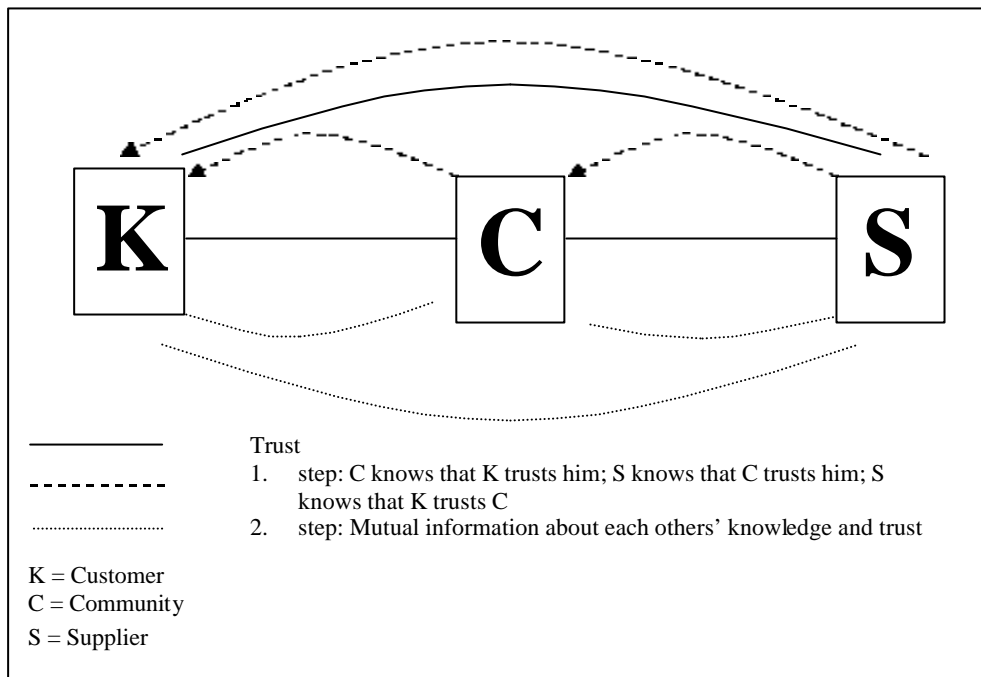 K C S
Trust
1. step: C knows that K trusts him; S knows that C trusts him; S
knows that K trusts C
2. step: Mutual information about each others’ knowledge and trust
K = Customer
C = Community
S = Supplier